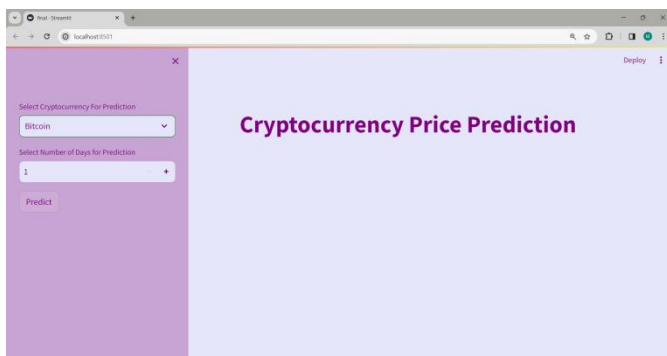 final · Streamlit
localhost:8501
Deploy
Select Cryptocurrency For Prediction
Bitcoin
Cryptocurrency Price Prediction
Select Number of Days for Prediction
1
Predict